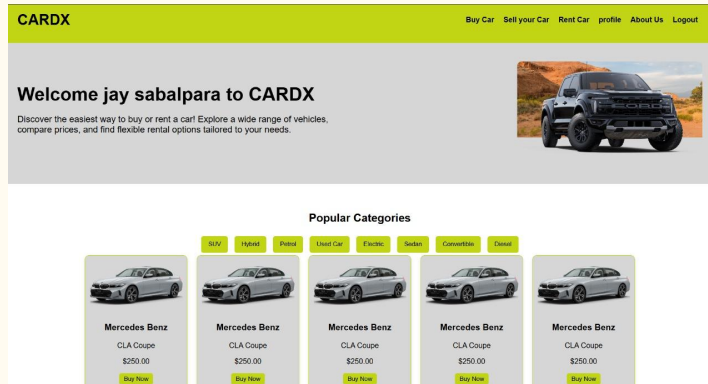 CARDX
Buy Car Sell your Car Rent Car profile About Us Logout
Welcome jay sabalpara to CARDX
Discover the easiest way to buy or rent a car! Explore a wide range of vehicles,
compare prices, and find flexible rental options tailored to your needs.
FORD
Popular Categories
SUV Hybrid Petrol Used Car Electric Sedan Convertible Diesel
Mercedes Benz Mercedes Benz Mercedes Benz Mercedes Benz Mercedes Benz
CLA Coupe CLA Coupe CLA Coupe CLA Coupe CLA Coupe
$250.00 $250.00 $250.00 $250.00 $250.00
Buy Now Buy Now Buy Now Buy Now Buy Now